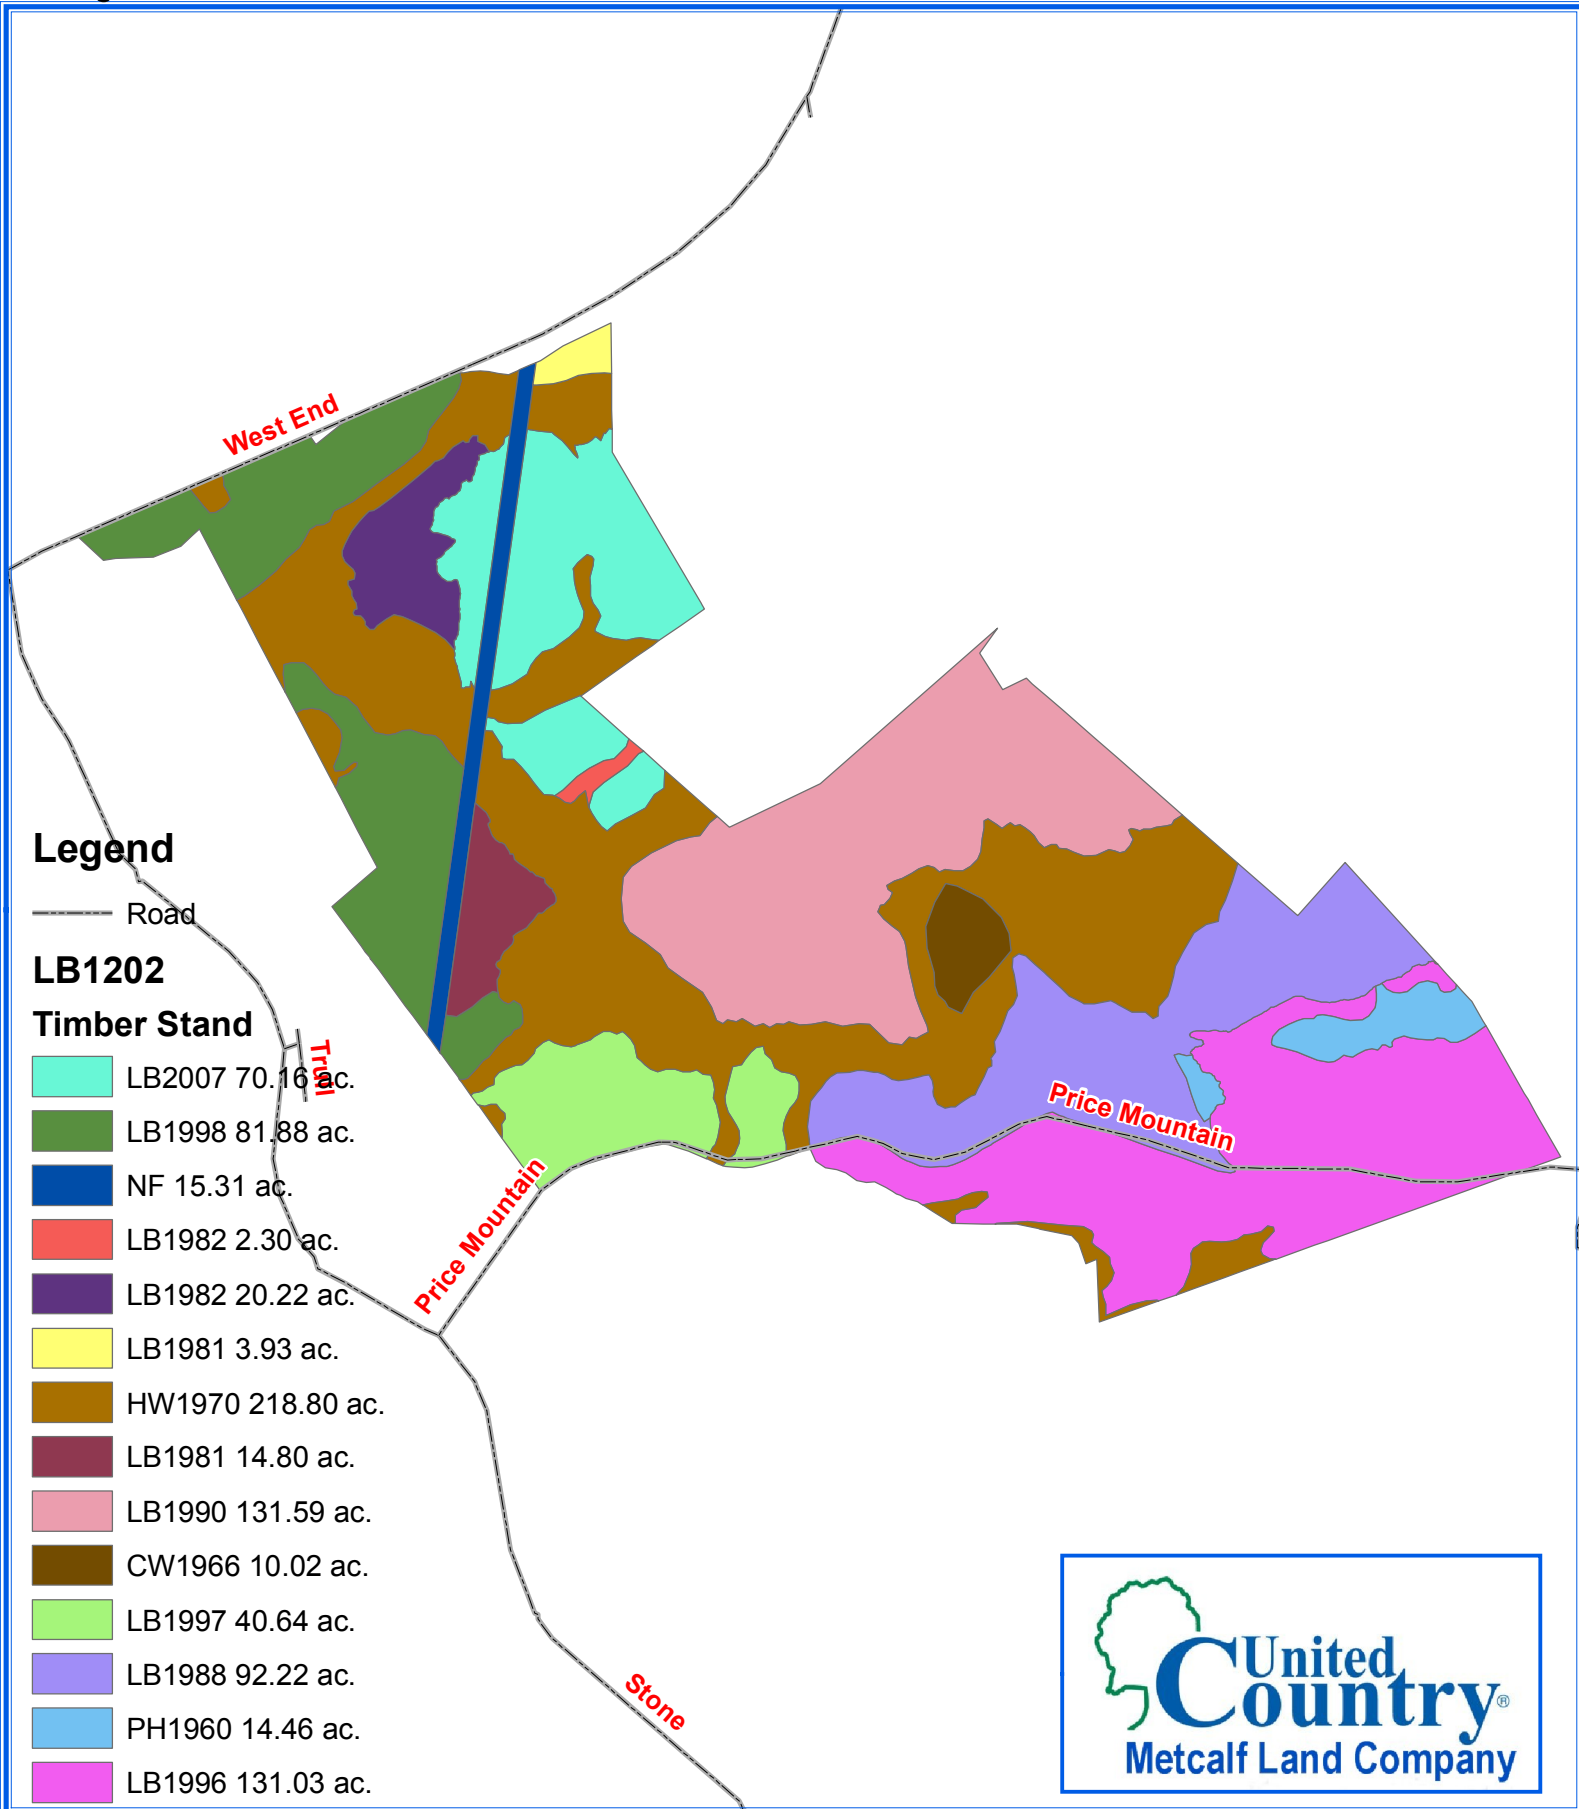 West End
Legend
Road
LB1202
Timber Stand
LB2007 70.16 ac.
LB1998 81.88 ac.
NF 15.31 ac.
LB1982 2.30 ac.
LB1982 20.22 ac.
LB1981 3.93 ac.
HW1970 218.80 ac.
LB1981 14.80 ac.
LB1990 131.59 ac.
CW1966 10.02 ac.
LB1997 40.64 ac.
LB1988 92.22 ac.
PH1960 14.46 ac.
LB1996 131.03 ac.
Trull
Price Mountain
Price Mountain
Stone
United
Country®
Metcalf Land Company